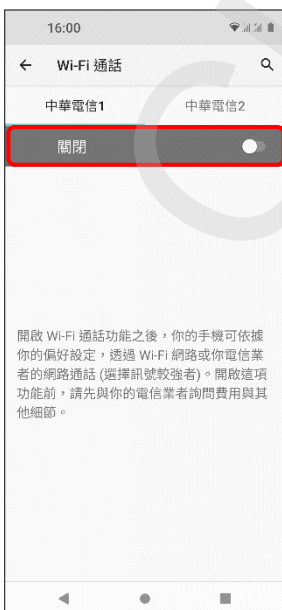 16:00
Wi-Fi 通話
中華電信1 中華電信2
關閉
開啟 Wi-Fi 通話功能之後，你的手機可依據
你的偏好設定，透過 Wi-Fi 網路或你電信業
者的網路通話 (選擇訊號較強者)。開啟這項
功能前，請先與你的電信業者詢問費用與其
他細節。